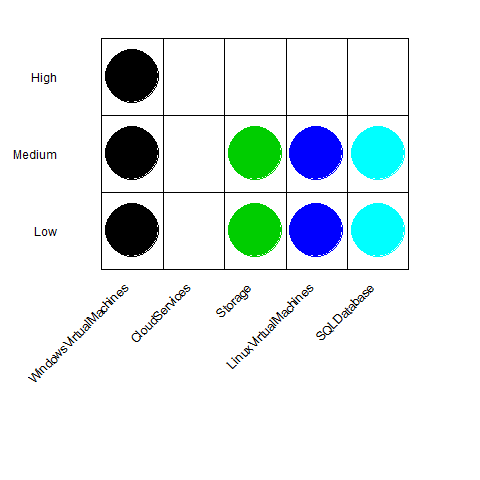 High
Medium
Low
WindowsVirtualMachines
CloudServices
Storage
LinuxVirtualMachines
SQLDatabase